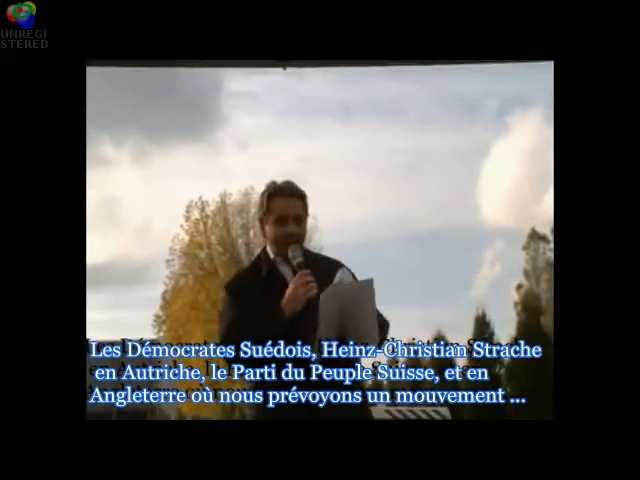 UNREGI
STERED
Les Démocrates Suédois, Heinz-Christian Strache
en Autriche, le Parti du Peuple Suisse, et en
Angleterre où nous prévoyons un mouvement ...